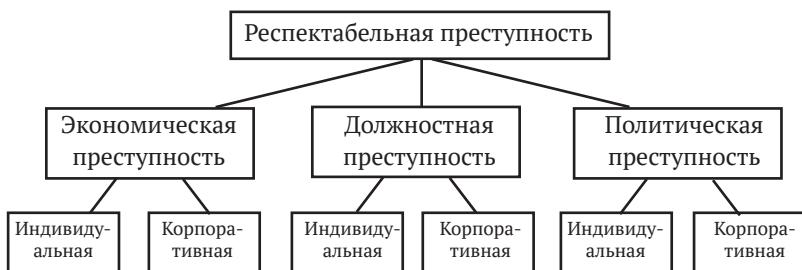 Респектабельная преступность
Экономическая
преступность
Должностная
преступность
Политическая
преступность
Индивиду-
альная
Корпора-
тивная
Индивиду-
альная
Корпора-
тивная
Индивиду-
альная
Корпора-
тивная